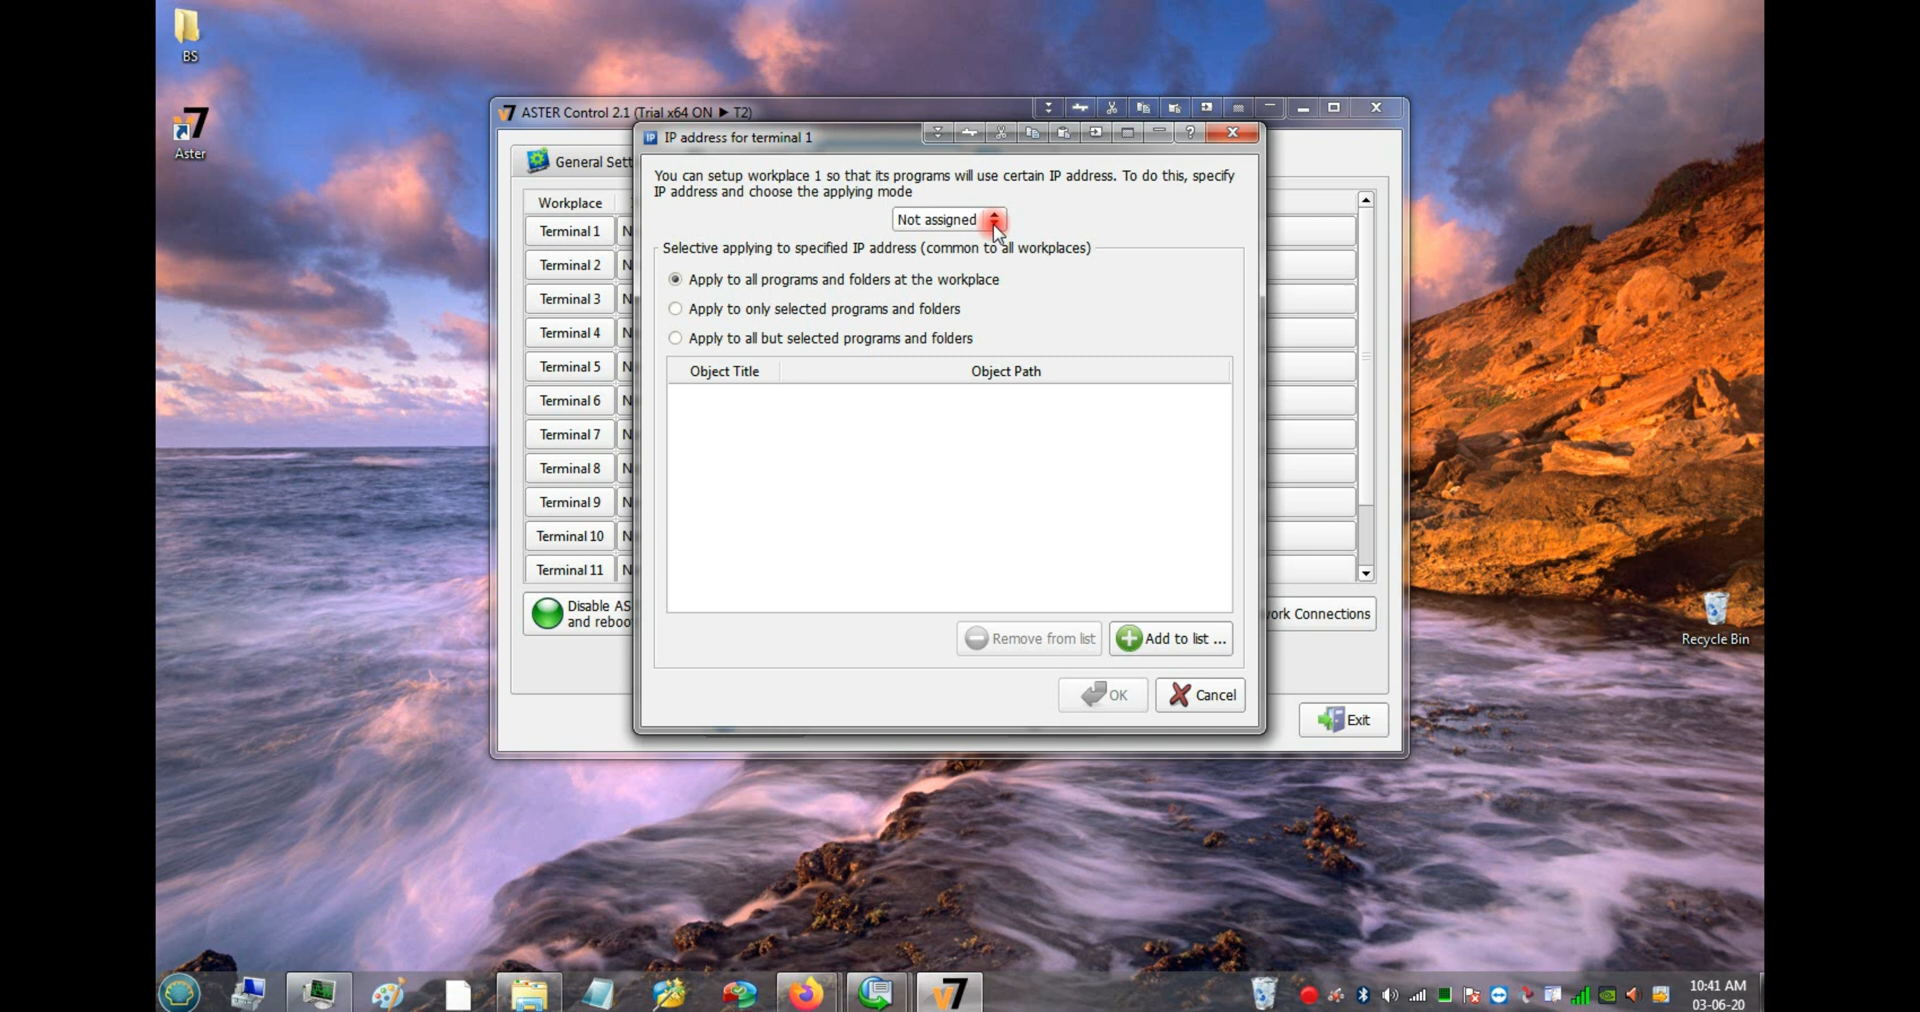 BS
Aster
ASTER Control 2.1 (Trial x64 ON ► T2)
IP address for terminal 1
General Sett
You can setup workplace 1 so that its programs will use certain IP address. To do this, specify
IP address and choose the applying mode
Not assigned
Selective applying to specified IP address (common to all workplaces)
Apply to all programs and folders at the workplace
Apply to only selected programs and folders
Apply to all but selected programs and folders
Object Title
Object Path
Workplace
Terminal 1
N
Terminal 2
N
Terminal 3
N
Terminal 4
N
Terminal 5
N
Terminal 6
N
Terminal 7
N
Terminal 8
N
Terminal 9
N
Terminal 10
N
Terminal 11
N
Disable AS
and reboo
Remove from list
Add to list ...
OK
Cancel
ork Connections
Exit
Recycle Bin
10:41 AM
03-06-20